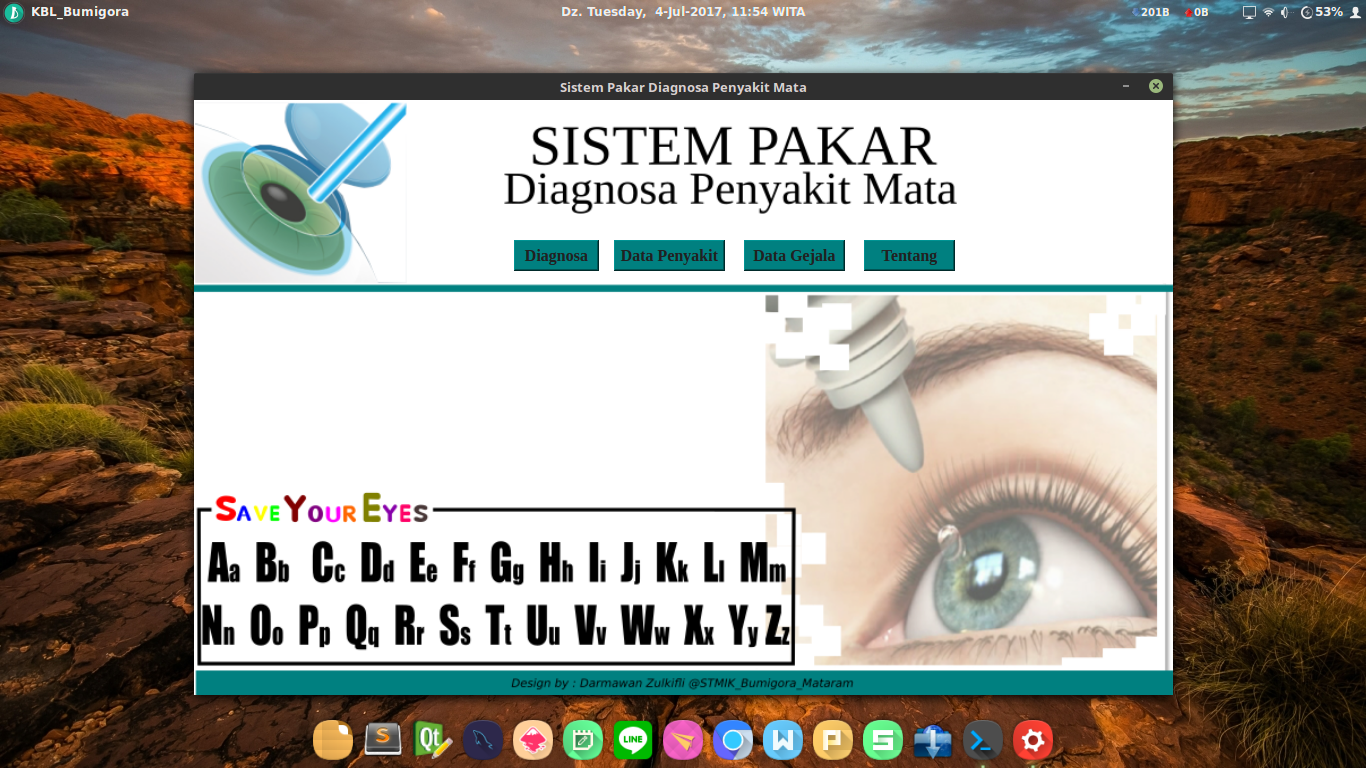 KBL_Bumigora
Dz. Tuesday, 4-Jul-2017, 11:54 WITA
201B 0B 53%
Sistem Pakar Diagnosa Penyakit Mata
SISTEM PAKAR
Diagnosa Penyakit Mata
Diagnosa Data Penyakit Data Gejala Tentang
SAVE YOUR EYES
Aa Bb Cc Dd Ee Ff Gg Hh Ii Jj Kk Ll Mm
Nn Oo Pp Qq Rr Ss Tt Uu Vv Ww Xx Yy Zz
Design by : Darmawan Zulkifli @STMIK_Bumigora_Mataram
S Qt LINE W P S